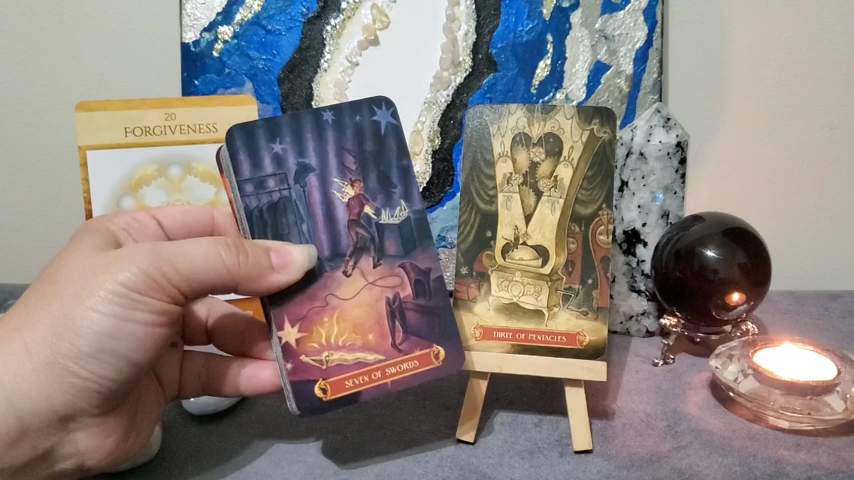 20
FORGIVENESS
SEVEN OF SWORDS
THREE OF PENTACLES